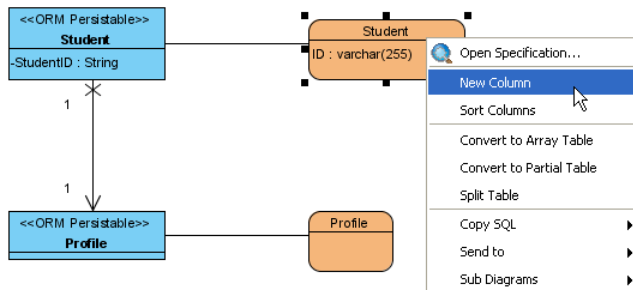 <<ORM Persistable>>
Student
-StudentID : String
1
1
<<ORM Persistable>>
Profile
Student
ID : varchar(255)
Profile
Open Specification...
New Column
Sort Columns
Convert to Array Table
Convert to Partial Table
Split Table
Copy SQL
Send to
Sub Diagrams